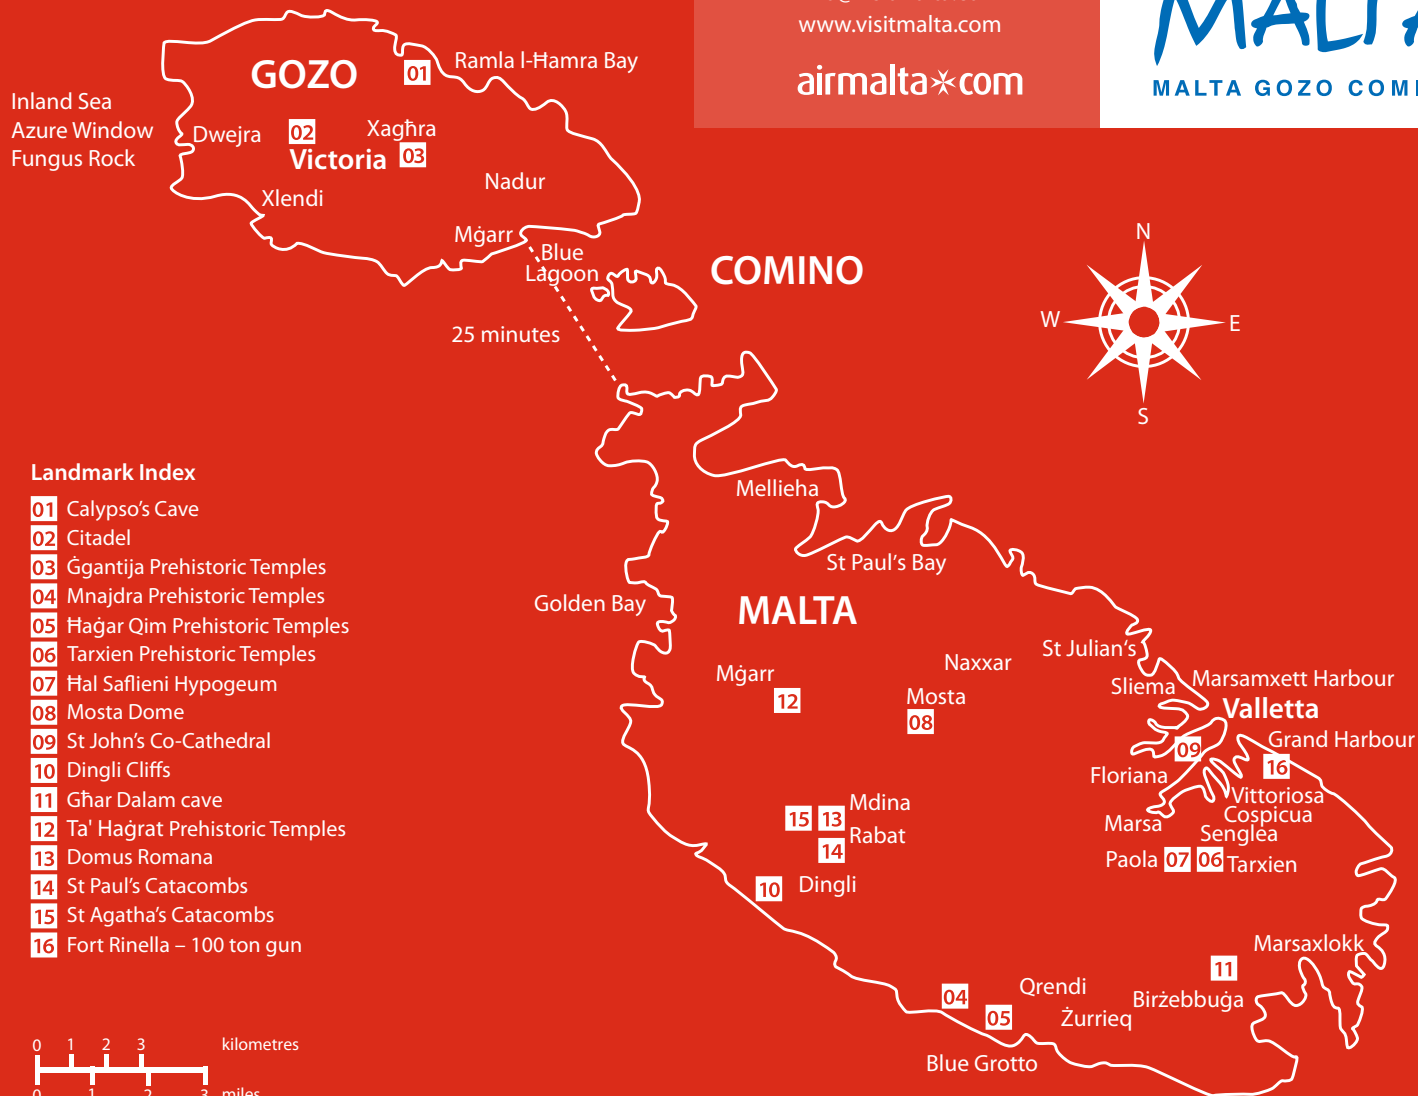 www.visitmalta.com
airmalta com
MALTA
MALTA GOZO COM
GOZO
01
Ramla l-Ħamra Bay
Inland Sea
Azure Window
Fungus Rock
Dwejra
02
Xagħra
Victoria
03
Nadur
Xlendi
Mġarr
Blue
Lagoon
COMINO
25 minutes
N
W
E
S
Landmark Index
01 Calypso's Cave
02 Citadel
03 Ġgantija Prehistoric Temples
04 Mnajdra Prehistoric Temples
05 Ħaġar Qim Prehistoric Temples
06 Tarxien Prehistoric Temples
07 Ħal Saflieni Hypogeum
08 Mosta Dome
09 St John's Co-Cathedral
10 Dingli Cliffs
11 Għar Dalam cave
12 Ta' Haġrat Prehistoric Temples
13 Domus Romana
14 St Paul's Catacombs
15 St Agatha's Catacombs
16 Fort Rinella – 100 ton gun
Mellieha
St Paul's Bay
Golden Bay
MALTA
Mġarr
12
Naxxar
Mosta
08
St Julian's
Sliema
Marsamxett Harbour
Valletta
09
Grand Harbour
16
Floriana
Vittoriosa
Cospicua
Senglea
Marsa
Paola 07 06 Tarxien
15 13 Mdina
Rabat
14
10 Dingli
Marsaxlokk
11
Birżebbuġa
04
Qrendi
05
Żurrieq
Blue Grotto
0 1 2 3 kilometres
0 1 2 3 miles